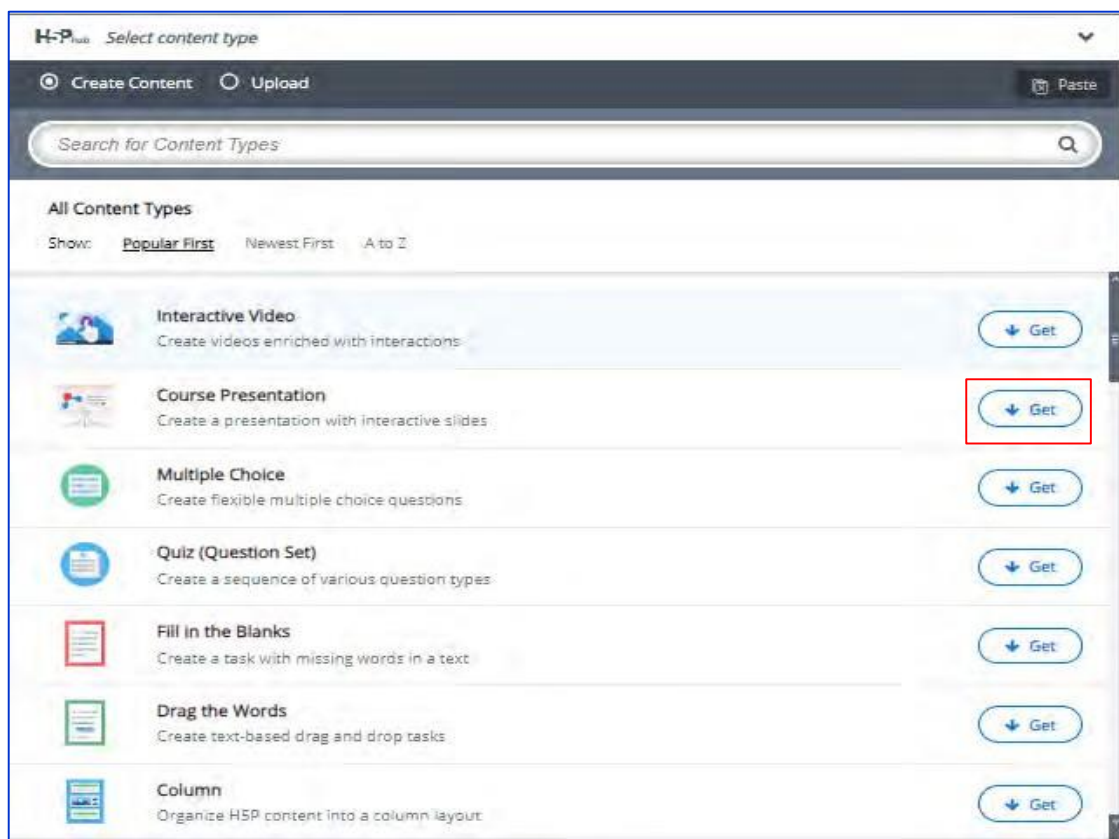 H5Phub Select content type
Create Content Upload Paste
Search for Content Types
All Content Types
Show: Popular First Newest First A to Z
Interactive Video
Create videos enriched with interactions
Get
Course Presentation
Create a presentation with interactive slides
Get
Multiple Choice
Create flexible multiple choice questions
Get
Quiz (Question Set)
Create a sequence of various question types
Get
Fill in the Blanks
Create a task with missing words in a text
Get
Drag the Words
Create text-based drag and drop tasks
Get
Column
Organize H5P content into a column layout
Get